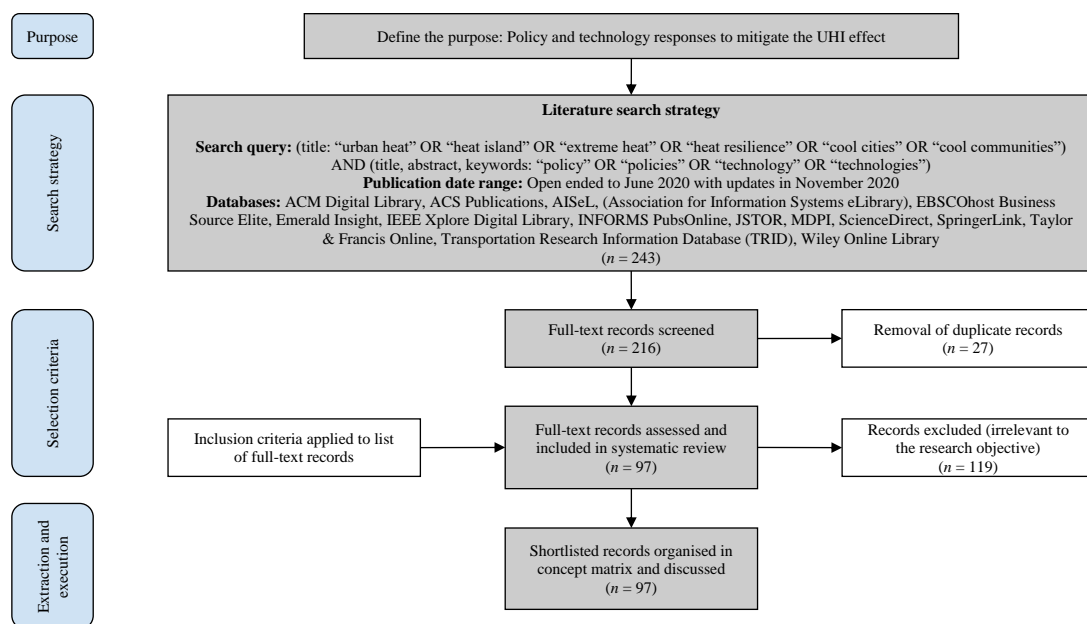 Purpose
Define the purpose: Policy and technology responses to mitigate the UHI effect
Search strategy
Literature search strategy
Search query: (title: “urban heat” OR “heat island” OR “extreme heat” OR “heat resilience” OR “cool cities” OR “cool communities”)
AND (title, abstract, keywords: “policy” OR “policies” OR “technology” OR “technologies”)
Publication date range: Open ended to June 2020 with updates in November 2020
Databases: ACM Digital Library, ACS Publications, AISeL, (Association for Information Systems eLibrary), EBSCOhost Business
Source Elite, Emerald Insight, IEEE Xplore Digital Library, INFORMS PubsOnline, JSTOR, MDPI, ScienceDirect, SpringerLink, Taylor
& Francis Online, Transportation Research Information Database (TRID), Wiley Online Library
(n = 243)
Selection criteria
Full-text records screened
(n = 216)
Removal of duplicate records
(n = 27)
Inclusion criteria applied to list
of full-text records
Full-text records assessed and
included in systematic review
(n = 97)
Records excluded (irrelevant to
the research objective)
(n = 119)
Extraction and
execution
Shortlisted records organised in
concept matrix and discussed
(n = 97)